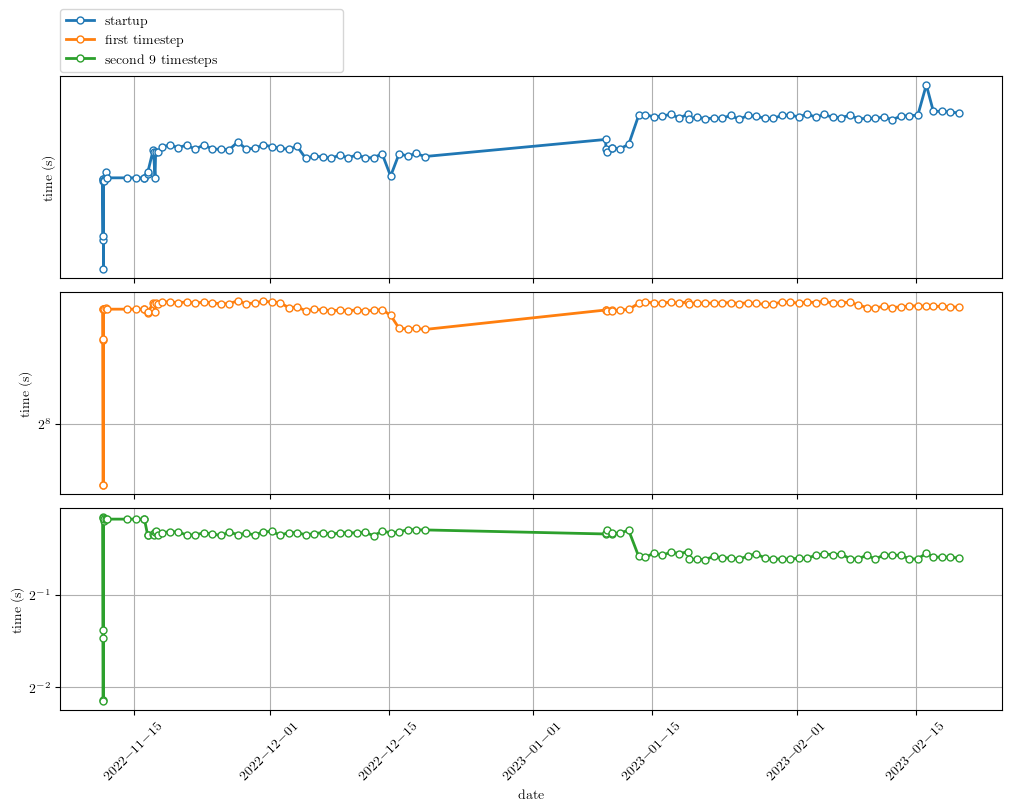 startup
first timestep
second 9 timesteps
time (s)
time (s)
2^8
time (s)
2^−1
2^−2
2022−11−15
2022−12−01
2022−12−15
2023−01−01
2023−01−15
2023−02−01
2023−02−15
date